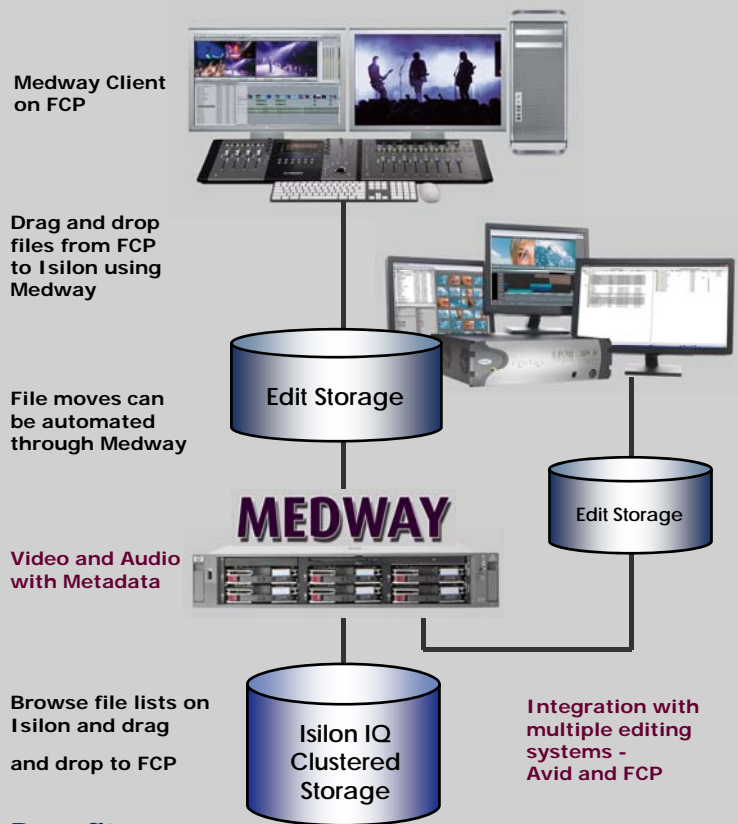 Medway Client
on FCP
Drag and drop
files from FCP
to Isilon using
Medway
Edit Storage
File moves can
be automated
through Medway
Edit Storage
MEDWAY
Video and Audio
with Metadata
Browse file lists on
Isilon and drag
and drop to FCP
Isilon IQ
Clustered
Storage
Integration with
multiple editing
systems -
Avid and FCP